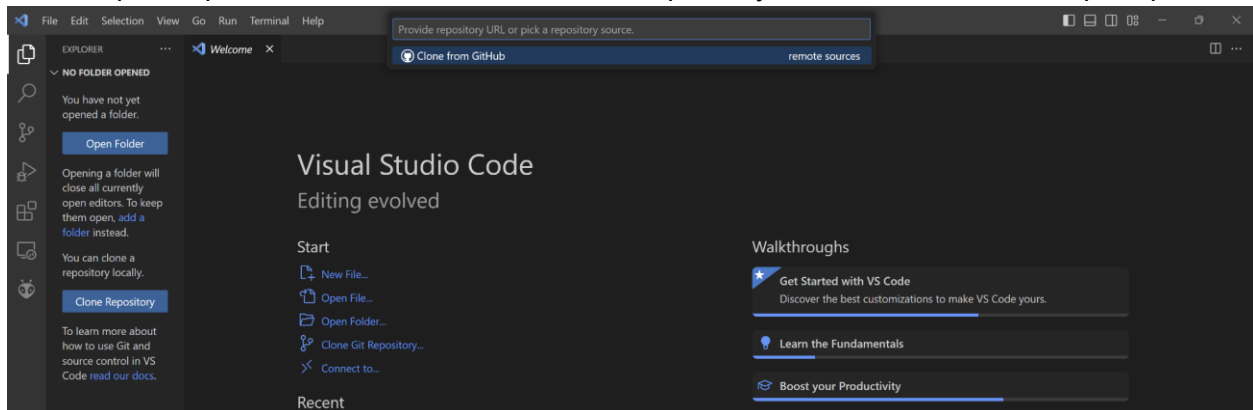 File Edit Selection View Go Run Terminal Help
Provide repository URL or pick a repository source.
Clone from GitHub remote sources
EXPLORER ...
Welcome
NO FOLDER OPENED
You have not yet
opened a folder.
Open Folder
Opening a folder will
close all currently
open editors. To keep
them open, add a
folder instead.
You can clone a
repository locally.
Clone Repository
To learn more about
how to use Git and
source control in VS
Code read our docs.
Visual Studio Code
Editing evolved
Start
New File...
Open File...
Open Folder...
Clone Git Repository...
Connect to...
Recent
Walkthroughs
Get Started with VS Code
Discover the best customizations to make VS Code yours.
Learn the Fundamentals
Boost your Productivity